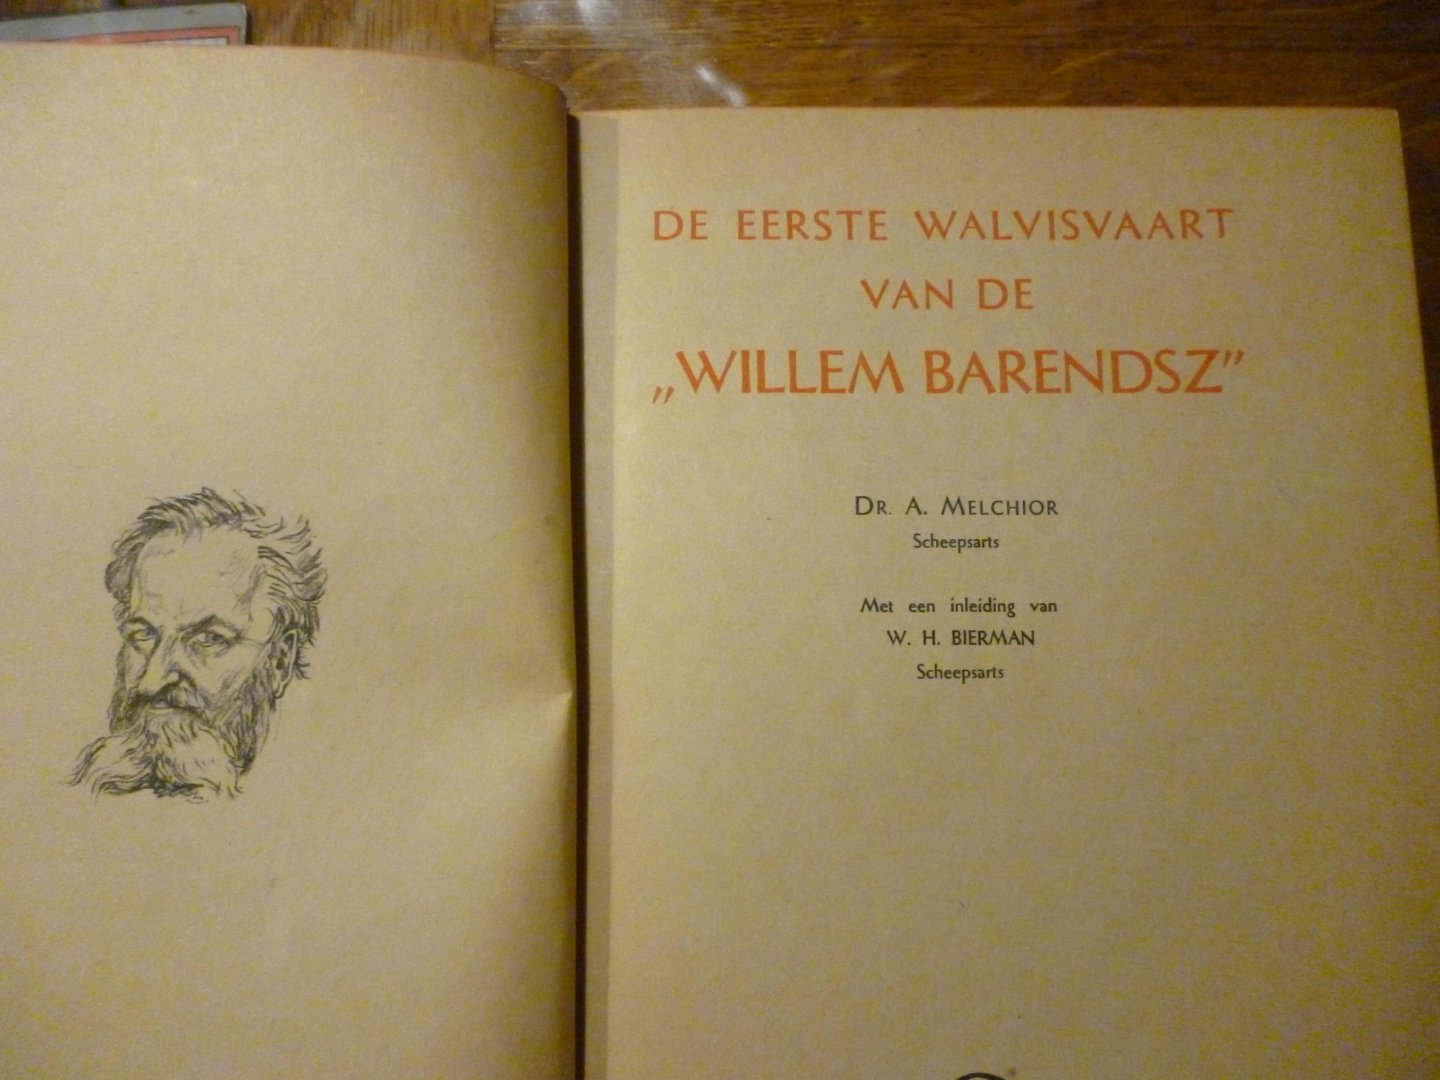 DE EERSTE WALVISVAART
VAN DE
„WILLEM BARENDSZ”
DR. A. MELCHIOR
Scheepsarts
Met een inleiding van
W. H. BIERMAN
Scheepsarts